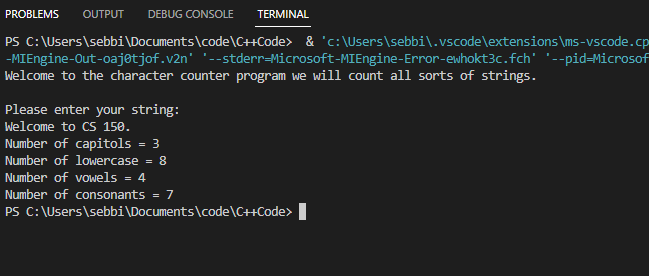 PROBLEMS OUTPUT DEBUG CONSOLE TERMINAL
PS C:\Users\sebbi\Documents\code\C++Code> & 'c:\Users\sebbi\.vscode\extensions\ms-vscode.cp
-MIEngine-Out-oaj0tjof.v2n' '--stderr=Microsoft-MIEngine-Error-ewhokt3c.fch' '--pid=Microsof
Welcome to the character counter program we will count all sorts of strings.
Please enter your string:
Welcome to CS 150.
Number of capitols = 3
Number of lowercase = 8
Number of vowels = 4
Number of consonants = 7
PS C:\Users\sebbi\Documents\code\C++Code>